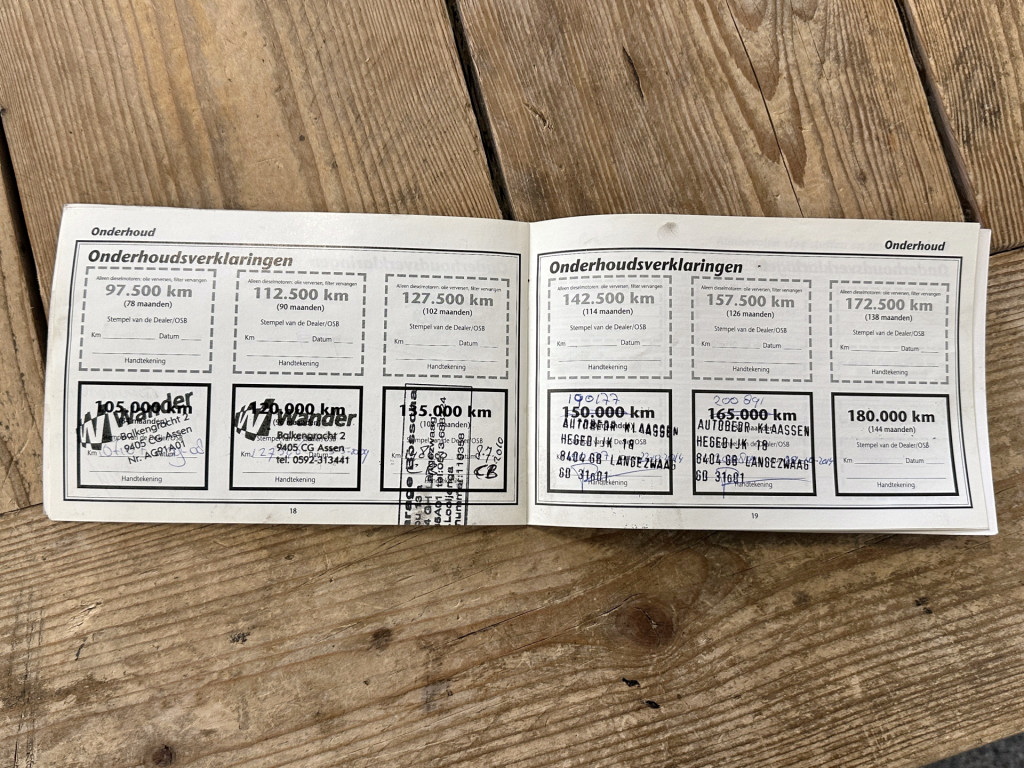 Onderhoud
Onderhoudsverklaringen
Alleen dieselmotoren: olie verversen, filter vervangen
97.500 km
(78 maanden)
Stempel van de Dealer/OSB
Km Datum
Handtekening
Alleen dieselmotoren: olie verversen, filter vervangen
112.500 km
(90 maanden)
Stempel van de Dealer/OSB
Km Datum
Handtekening
Alleen dieselmotoren: olie verversen, filter vervangen
127.500 km
(102 maanden)
Stempel van de Dealer/OSB
Km Datum
Handtekening
105.000 km
Wander
Balkengracht 2
9405 CG Assen
Nr. AG91A01
Km
Handtekening
120.000 km
Wander
Balkengracht 2
9405 CG Assen
tel. 0592-313441
Km
Handtekening
135.000 km
8-7
2010
CB
18
Onderhoud
Onderhoudsverklaringen
Alleen dieselmotoren: olie verversen, filter vervangen
142.500 km
(114 maanden)
Stempel van de Dealer/OSB
Km Datum
Handtekening
Alleen dieselmotoren: olie verversen, filter vervangen
157.500 km
(126 maanden)
Stempel van de Dealer/OSB
Km Datum
Handtekening
Alleen dieselmotoren: olie verversen, filter vervangen
172.500 km
(138 maanden)
Stempel van de Dealer/OSB
Km Datum
Handtekening
190177
150.000 km
AUTOBEDR KLAASSEN
HEGEDIJK 18
8404 GB LANGEZWAAG
Handtekening
200891
165.000 km
AUTOBEDR KLAASSEN
HEGEDIJK 18
8404 GB LANGEZWAAG
Handtekening
180.000 km
(144 maanden)
Stempel van de Dealer/OSB
Km Datum
Handtekening
19